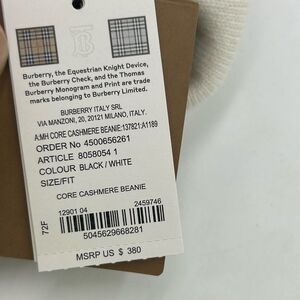 Burberry, the Equestrian Knight Device,
the Burberry Check, and the Thomas
Burberry Monogram and Print are trade
marks belonging to Burberry Limited.
BURBERRY ITALY SRL
VIA MANZONI, 20, 20121 MILANO, ITALY.
A:MH CORE CASHMERE BEANIE:137821:A1189
ORDER No 4500656261
ARTICLE 8058054 1
COLOUR BLACK / WHITE
SIZE/FIT
CORE CASHMERE BEANIE
72F
12901 04 2459746
5045629668281
MSRP US $ 380